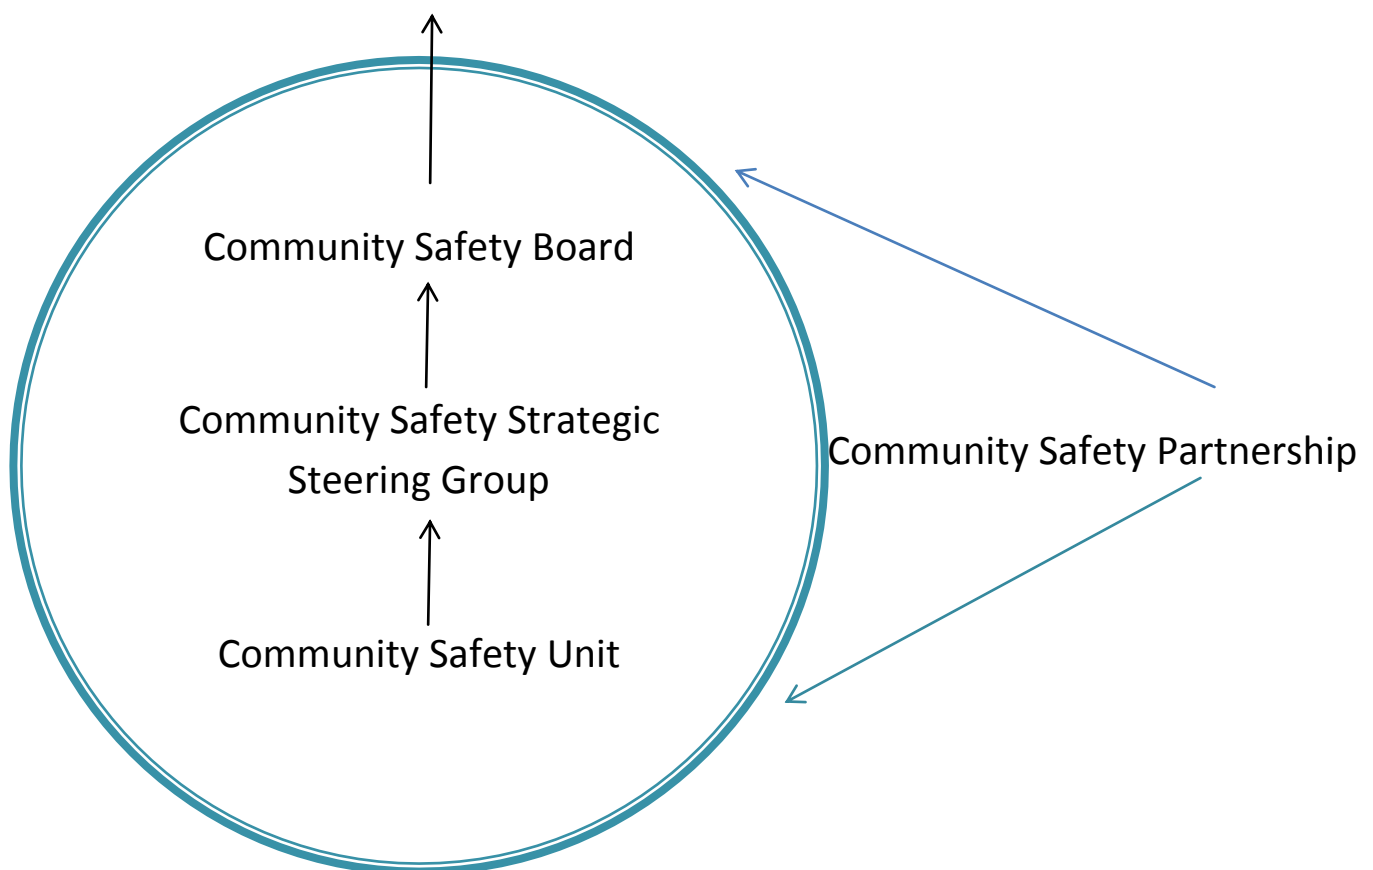 Community Safety Board
Community Safety Strategic
Steering Group
Community Safety Partnership
Community Safety Unit